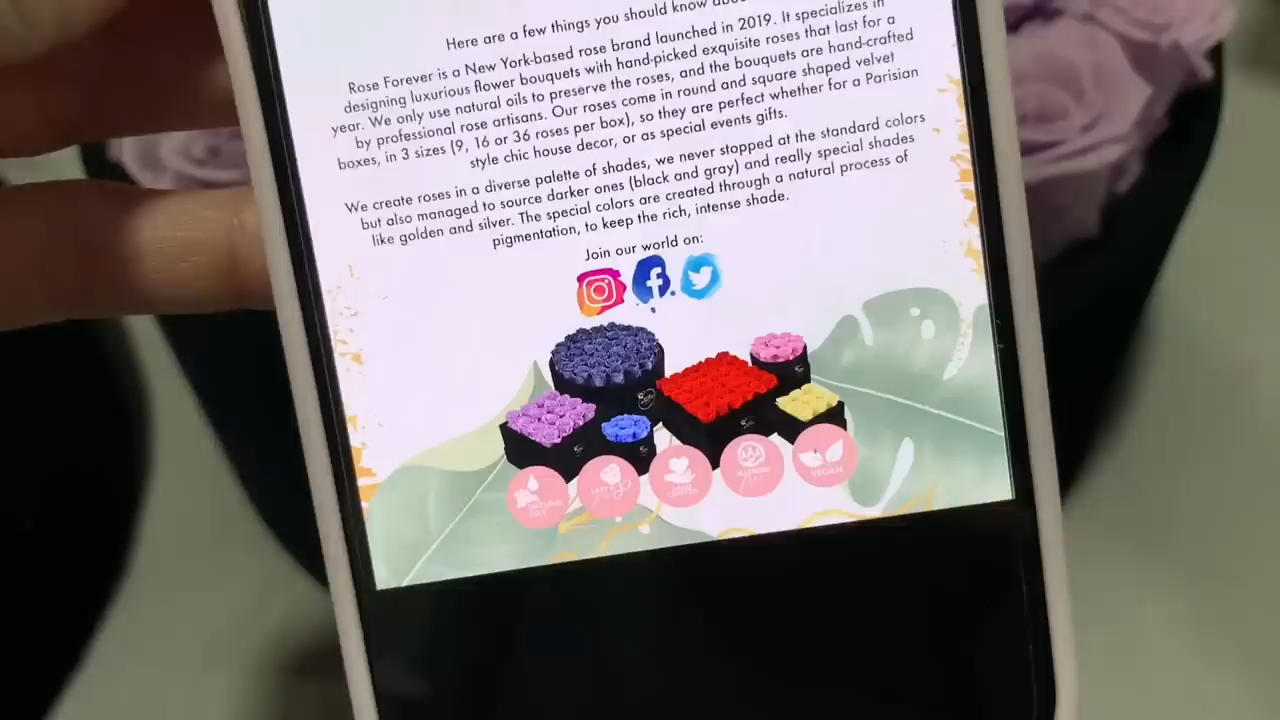 Here are a few things you should know about
Rose Forever is a New York-based rose brand launched in 2019. It specializes in
designing luxurious flower bouquets with hand-picked exquisite roses that last for a
year. We only use natural oils to preserve the roses, and the bouquets are hand-crafted
by professional rose artisans. Our roses come in round and square shaped velvet
boxes, in 3 sizes (9, 16 or 36 roses per box), so they are perfect whether for a Parisian
style chic house decor, or as special events gifts.
We create roses in a diverse palette of shades, we never stopped at the standard colors
but also managed to source darker ones (black and gray) and really special shades
like golden and silver. The special colors are created through a natural process of
pigmentation, to keep the rich, intense shade.
Join our world on:
NATURAL
OILS
LAST A
HAND
CRAFTED
ALLERGEN
VEGAN